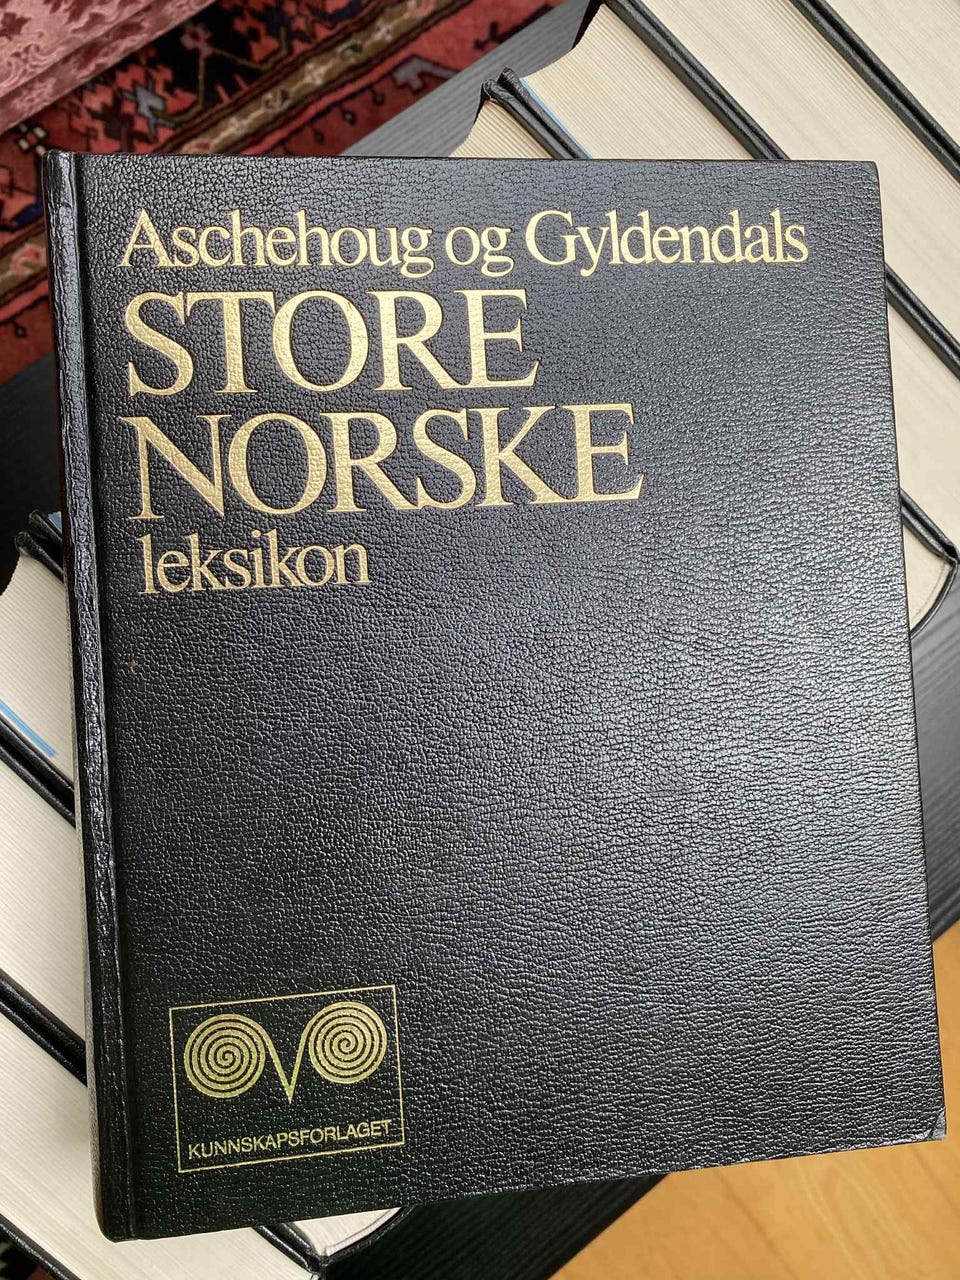 Aschehoug og Gyldendals
STORE
NORSKE
leksikon
KUNNSKAPSFORLAGET